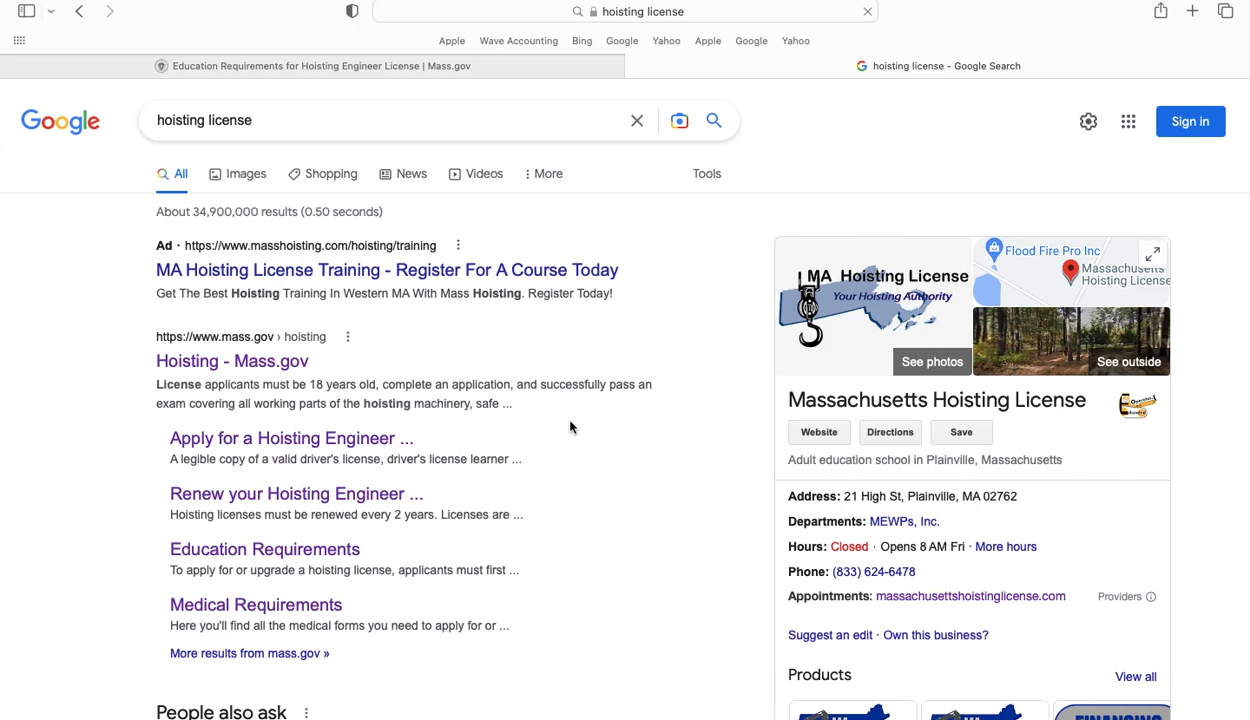 hoisting license
Apple Wave Accounting Bing Google Yahoo Apple Google Yahoo
Education Requirements for Hoisting Engineer License | Mass.gov
hoisting license - Google Search
Google
hoisting license
Sign in
All Images Shopping News Videos More Tools
About 34,900,000 results (0.50 seconds)
Ad · https://www.masshoisting.com/hoisting/training
MA Hoisting License Training - Register For A Course Today
Get The Best Hoisting Training In Western MA With Mass Hoisting. Register Today!
https://www.mass.gov › hoisting
Hoisting - Mass.gov
License applicants must be 18 years old, complete an application, and successfully pass an
exam covering all working parts of the hoisting machinery, safe ...
Apply for a Hoisting Engineer ...
A legible copy of a valid driver's license, driver's license learner ...
Renew your Hoisting Engineer ...
Hoisting licenses must be renewed every 2 years. Licenses are ...
Education Requirements
To apply for or upgrade a hoisting license, applicants must first ...
Medical Requirements
Here you'll find all the medical forms you need to apply for or ...
More results from mass.gov »
People also ask
MA Hoisting License
Your Hoisting Authority
See photos
Flood Fire Pro Inc
Massachusetts
Hoisting License
See outside
Massachusetts Hoisting License
Website Directions Save
Adult education school in Plainville, Massachusetts
Address: 21 High St, Plainville, MA 02762
Departments: MEWPs, Inc.
Hours: Closed · Opens 8 AM Fri · More hours
Phone: (833) 624-6478
Appointments: massachusettshoistinglicense.com Providers
Suggest an edit · Own this business?
Products View all
FINANCING